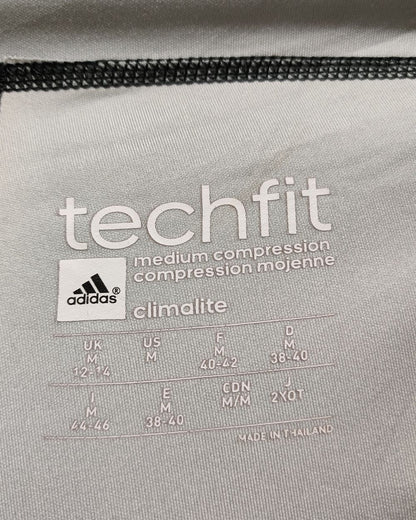 techfit
medium compression
compression mojenne
adidas®
climalite
UK US F D
M M M M
12-14 40-42 38-40
I E CDN J
M M M/M 2YOT
44-46 38-40
MADE IN THAILAND